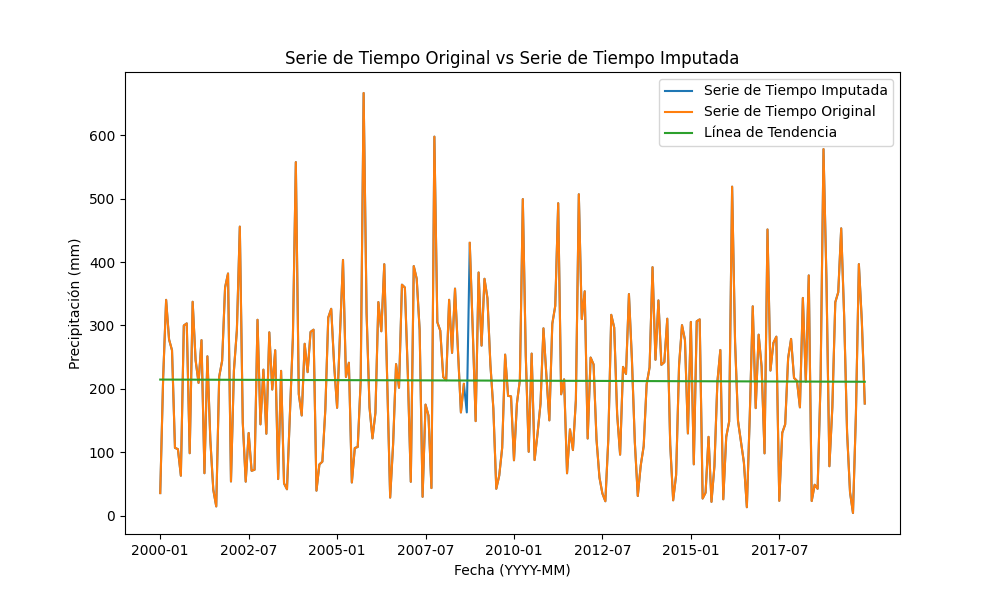 Serie de Tiempo Original vs Serie de Tiempo Imputada
Serie de Tiempo Imputada
Serie de Tiempo Original
Línea de Tendencia
Precipitación (mm)
600
500
400
300
200
100
0
2000-01 2002-07 2005-01 2007-07 2010-01 2012-07 2015-01 2017-07
Fecha (YYYY-MM)